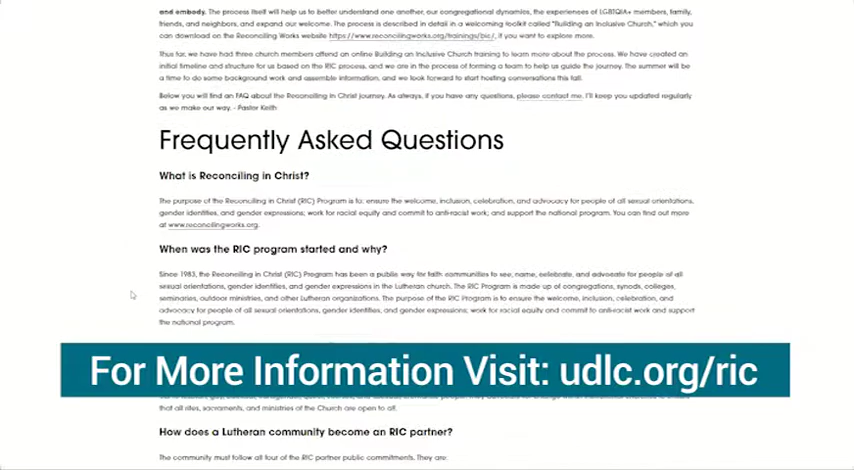 and embody. The process itself will help us to better understand one another, our congregational dynamics, the experiences of LGBTQIA+ members, family,
friends, and neighbors, and expand our welcome. The process is described in detail in a welcoming toolkit called "Building an Inclusive Church," which you
can download on the Reconciling Works website https://www.reconcilingworks.org/trainings/bic/, if you want to explore more.
Thus far, we have had three church members attend an online Building an Inclusive Church training to learn more about the process. We have created an
initial timeline and structure for us based on the RIC process, and we are in the process of forming a team to help us guide the journey. The summer will be
a time to do some background work and assemble information, and we look forward to start hosting conversations this fall.
Below you will find an FAQ about the Reconciling in Christ journey. As always, if you have any questions, please contact me. I'll keep you updated regularly
as we make our way. - Pastor Keith
Frequently Asked Questions
What is Reconciling in Christ?
The purpose of the Reconciling in Christ (RIC) Program is to: ensure the welcome, inclusion, celebration, and advocacy for people of all sexual orientations,
gender identities, and gender expressions; work for racial equity and commit to anti-racist work; and support the national program. You can find out more
at www.reconcilingworks.org.
When was the RIC program started and why?
Since 1983, the Reconciling in Christ (RIC) Program has been a public way for faith communities to see, name, celebrate, and advocate for people of all
sexual orientations, gender identities, and gender expressions in the Lutheran church. The RIC Program is made up of congregations, synods, colleges,
seminaries, outdoor ministries, and other Lutheran organizations. The purpose of the RIC Program is to ensure the welcome, inclusion, celebration, and
advocacy for people of all sexual orientations, gender identities, and gender expressions; work for racial equity and commit to anti-racist work and support
the national program.
For More Information Visit: udlc.org/ric
that all rites, sacraments, and ministries of the Church are open to all.
How does a Lutheran community become an RIC partner?
The community must follow all four of the RIC partner public commitments. They are: